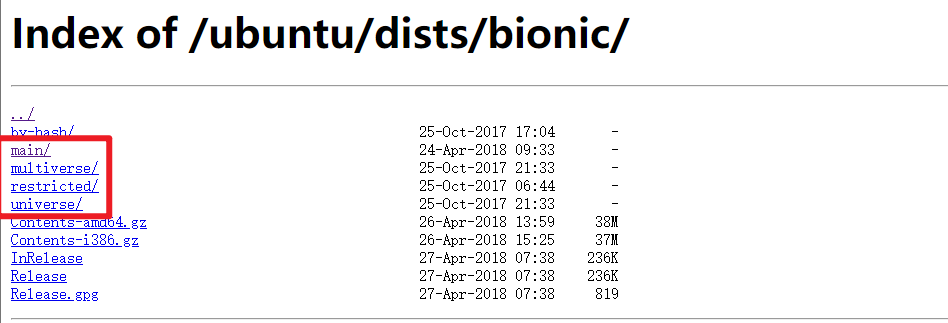 Index of /ubuntu/dists/bionic/
../
by-hash/ 25-Oct-2017 17:04 -
main/ 24-Apr-2018 09:33 -
multiverse/ 25-Oct-2017 21:33 -
restricted/ 25-Oct-2017 06:44 -
universe/ 25-Oct-2017 21:33 -
Contents-amd64.gz 26-Apr-2018 13:59 38M
Contents-i386.gz 26-Apr-2018 15:25 37M
InRelease 27-Apr-2018 07:38 236K
Release 27-Apr-2018 07:38 236K
Release.gpg 27-Apr-2018 07:38 819